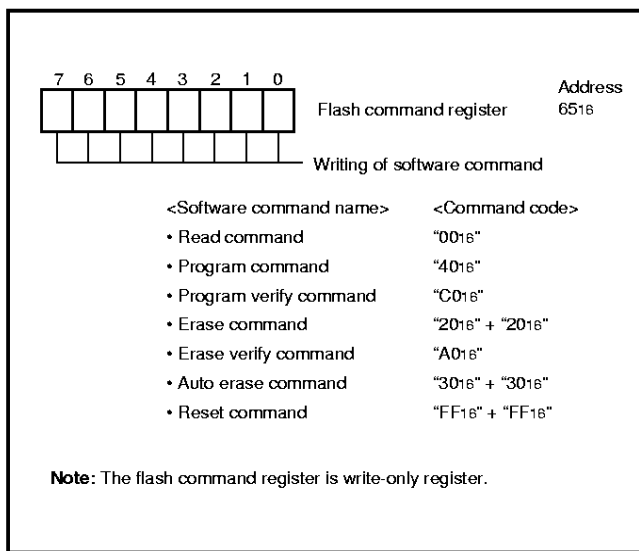 7 6 5 4 3 2 1 0
Address
Flash command register 65₁₆
Writing of software command
<Software command name> <Command code>
• Read command “00₁₆”
• Program command “40₁₆”
• Program verify command “C0₁₆”
• Erase command “20₁₆” + “20₁₆”
• Erase verify command “A0₁₆”
• Auto erase command “30₁₆” + “30₁₆”
• Reset command “FF₁₆” + “FF₁₆”
Note: The flash command register is write-only register.